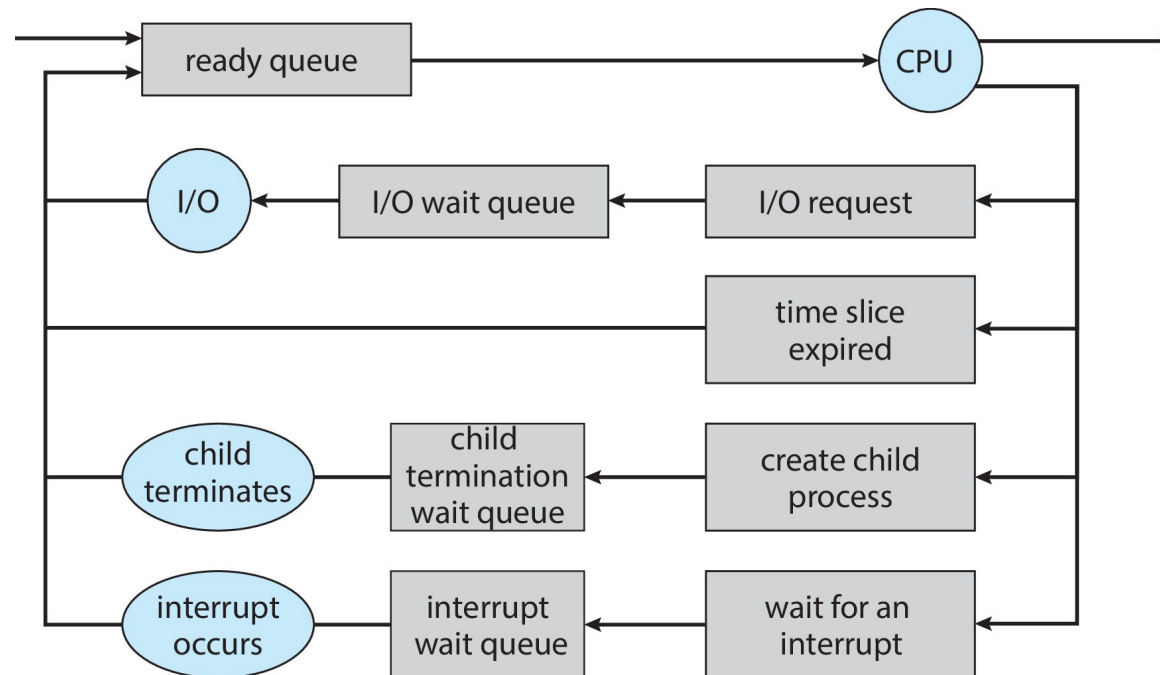 ready queue
CPU
I/O
I/O wait queue
I/O request
time slice
expired
child
terminates
child
termination
wait queue
create child
process
interrupt
occurs
interrupt
wait queue
wait for an
interrupt